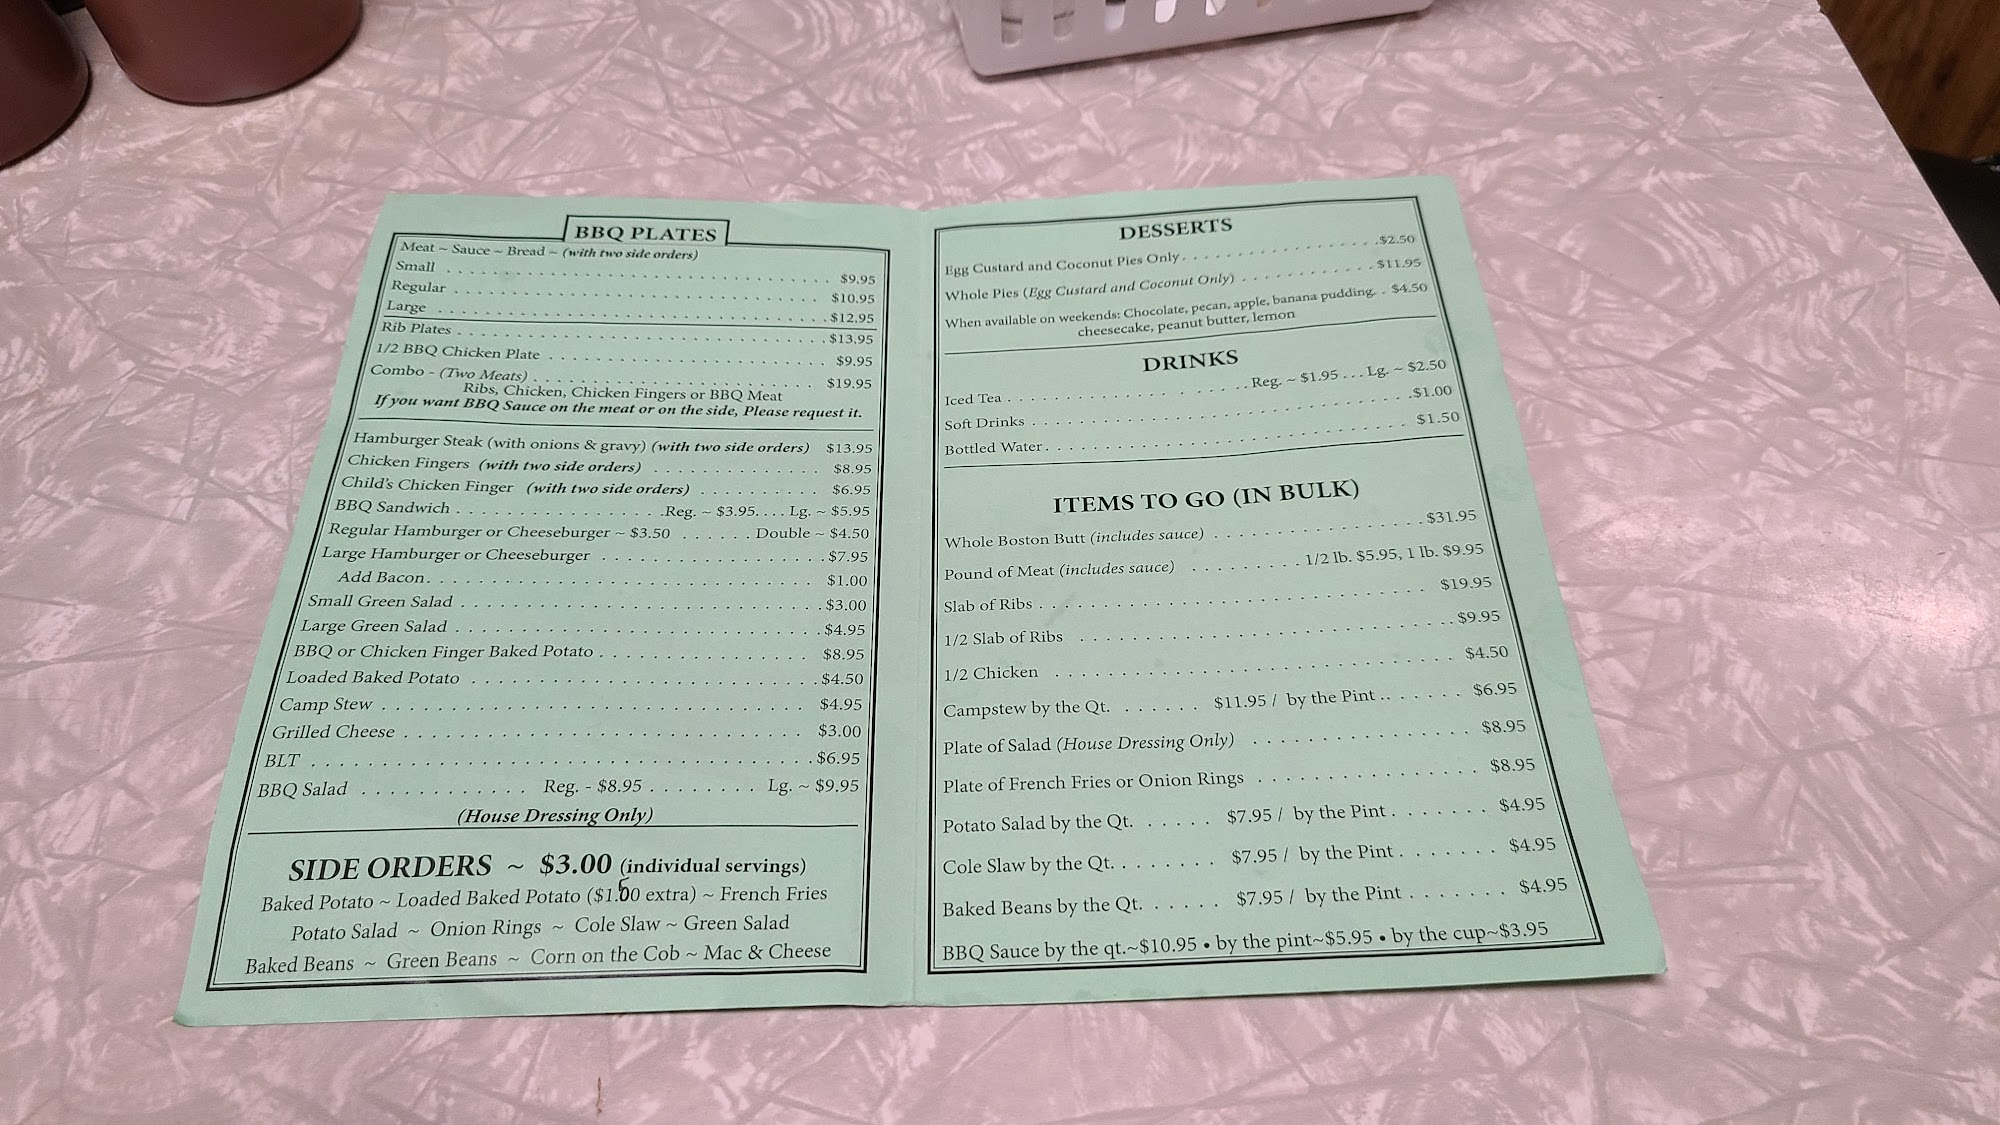 BBQ PLATES
Meat ~ Sauce ~ Bread ~ (with two side orders)
Small . . . . . . . . . . $9.95
Regular . . . . . . . . . . $10.95
Large . . . . . . . . . . $12.95
Rib Plates . . . . . . . . . . $13.95
1/2 BBQ Chicken Plate . . . . . . . . . . $9.95
Combo - (Two Meats) . . . . . . . . . . $19.95
Ribs, Chicken, Chicken Fingers or BBQ Meat
If you want BBQ Sauce on the meat or on the side, Please request it.
Hamburger Steak (with onions & gravy) (with two side orders) $13.95
Chicken Fingers (with two side orders) . . . . . . . . . . $8.95
Child's Chicken Finger (with two side orders) . . . . . . . . . . $6.95
BBQ Sandwich . . . . . . . . . . Reg. ~ $3.95. . . . Lg. ~ $5.95
Regular Hamburger or Cheeseburger ~ $3.50 . . . . . . Double ~ $4.50
Large Hamburger or Cheeseburger . . . . . . . . . . $7.95
Add Bacon. . . . . . . . . . $1.00
Small Green Salad . . . . . . . . . . $3.00
Large Green Salad . . . . . . . . . . $4.95
BBQ or Chicken Finger Baked Potato . . . . . . . . . . $8.95
Loaded Baked Potato . . . . . . . . . . $4.50
Camp Stew . . . . . . . . . . $4.95
Grilled Cheese . . . . . . . . . . $3.00
BLT . . . . . . . . . . $6.95
BBQ Salad . . . . . . . . . . Reg. - $8.95 . . . . . . . . Lg. ~ $9.95
(House Dressing Only)
SIDE ORDERS ~ $3.00 (individual servings)
Baked Potato ~ Loaded Baked Potato ($1.50 extra) ~ French Fries
Potato Salad ~ Onion Rings ~ Cole Slaw ~ Green Salad
Baked Beans ~ Green Beans ~ Corn on the Cob ~ Mac & Cheese
DESSERTS
Egg Custard and Coconut Pies Only . . . . . . . . . . $2.50
Whole Pies (Egg Custard and Coconut Only) . . . . . . . . . . $11.95
When available on weekends: Chocolate, pecan, apple, banana pudding. . $4.50
cheesecake, peanut butter, lemon
DRINKS
Iced Tea . . . . . . . . . . Reg. ~ $1.95 . . . Lg. ~ $2.50
Soft Drinks . . . . . . . . . . $1.00
Bottled Water. . . . . . . . . . $1.50
ITEMS TO GO (IN BULK)
Whole Boston Butt (includes sauce) . . . . . . . . . . $31.95
Pound of Meat (includes sauce) . . . . . . . . . . 1/2 lb. $5.95, 1 lb. $9.95
Slab of Ribs . . . . . . . . . . $19.95
1/2 Slab of Ribs . . . . . . . . . . $9.95
1/2 Chicken . . . . . . . . . . $4.50
Campstew by the Qt. . . . . . . $11.95 / by the Pint . . . . . . . . $6.95
Plate of Salad (House Dressing Only) . . . . . . . . . . $8.95
Plate of French Fries or Onion Rings . . . . . . . . . . $8.95
Potato Salad by the Qt. . . . . . $7.95 / by the Pint . . . . . . . $4.95
Cole Slaw by the Qt. . . . . . . $7.95 / by the Pint . . . . . . . $4.95
Baked Beans by the Qt. . . . . . $7.95 / by the Pint . . . . . . . $4.95
BBQ Sauce by the qt.~$10.95 • by the pint~$5.95 • by the cup~$3.95